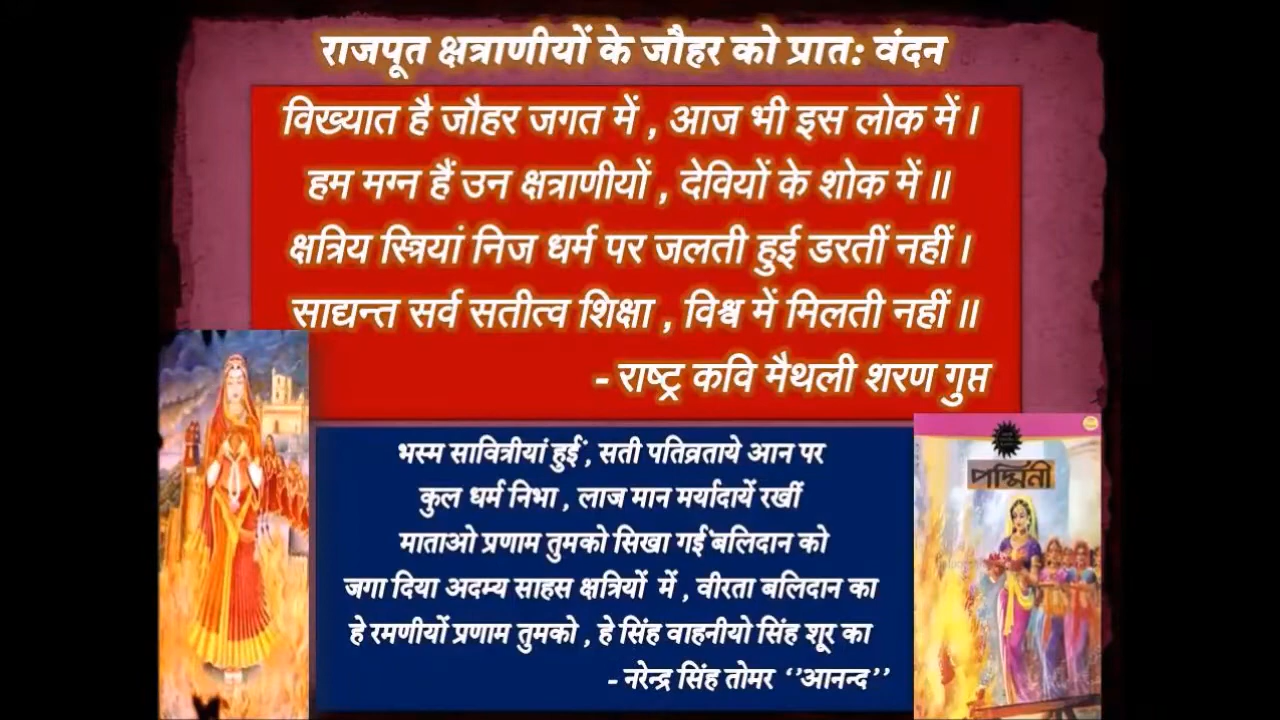 राजपूत क्षत्राणीयों के जौहर को प्रात: वंदन
विख्यात है जौहर जगत में , आज भी इस लोक में ।
हम मग्न हैं उन क्षत्राणीयों , देवियों के शोक में ॥
क्षत्रिय स्त्रियां निज धर्म पर जलती हुई डरतीं नहीं ।
साद्यन्त सर्व सतीत्व शिक्षा , विश्व में मिलती नहीं ॥
- राष्ट्र कवि मैथली शरण गुप्त
भस्म सावित्रीयां हुईं , सती पतिव्रताये आन पर
कुल धर्म निभा , लाज मान मर्यादायें रखीं
माताओ प्रणाम तुमको सिखा गईं बलिदान को
जगा दिया अदम्य साहस क्षत्रियों में , वीरता बलिदान का
हे रमणीयों प्रणाम तुमको , हे सिंह वाहनीयो सिंह शूर का
- नरेन्द्र सिंह तोमर ‘’आनन्द’’
পদ্মিনী